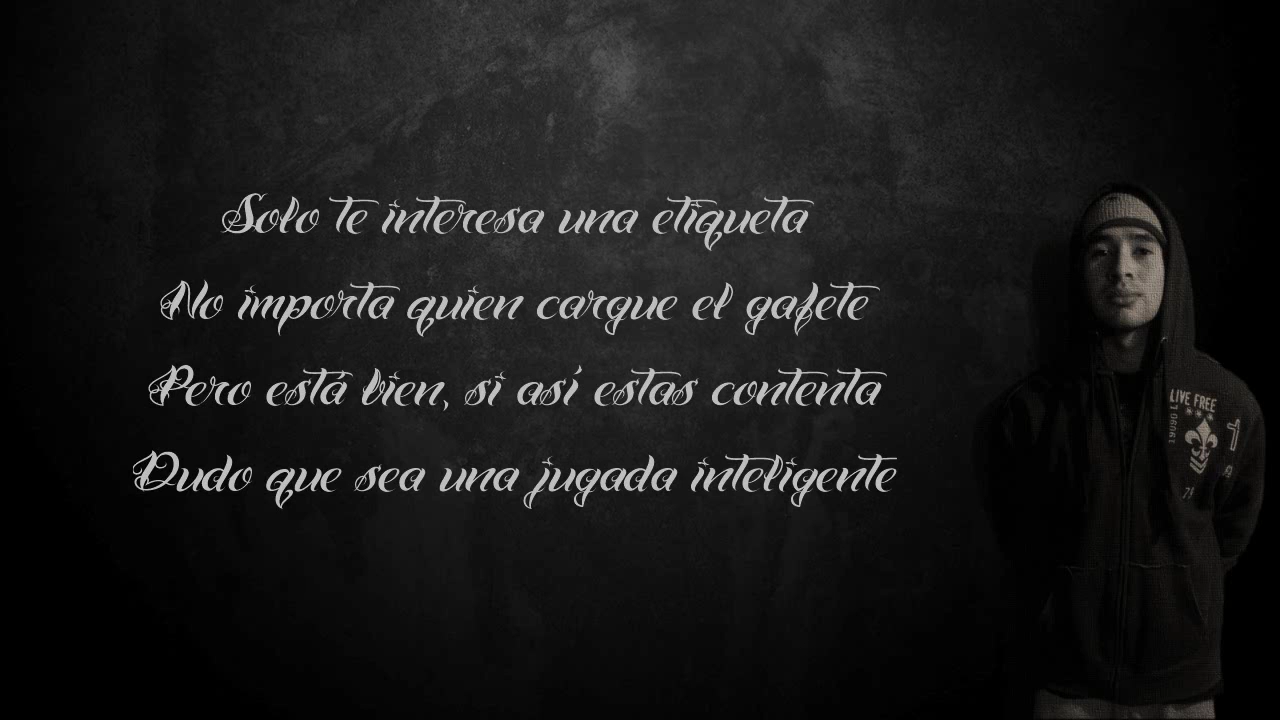 Solo te interesa una etiqueta
No importa quien cargue el gafete
Pero está bien, si así estas contenta
Dudo que sea una jugada inteligente
LIVE FREE